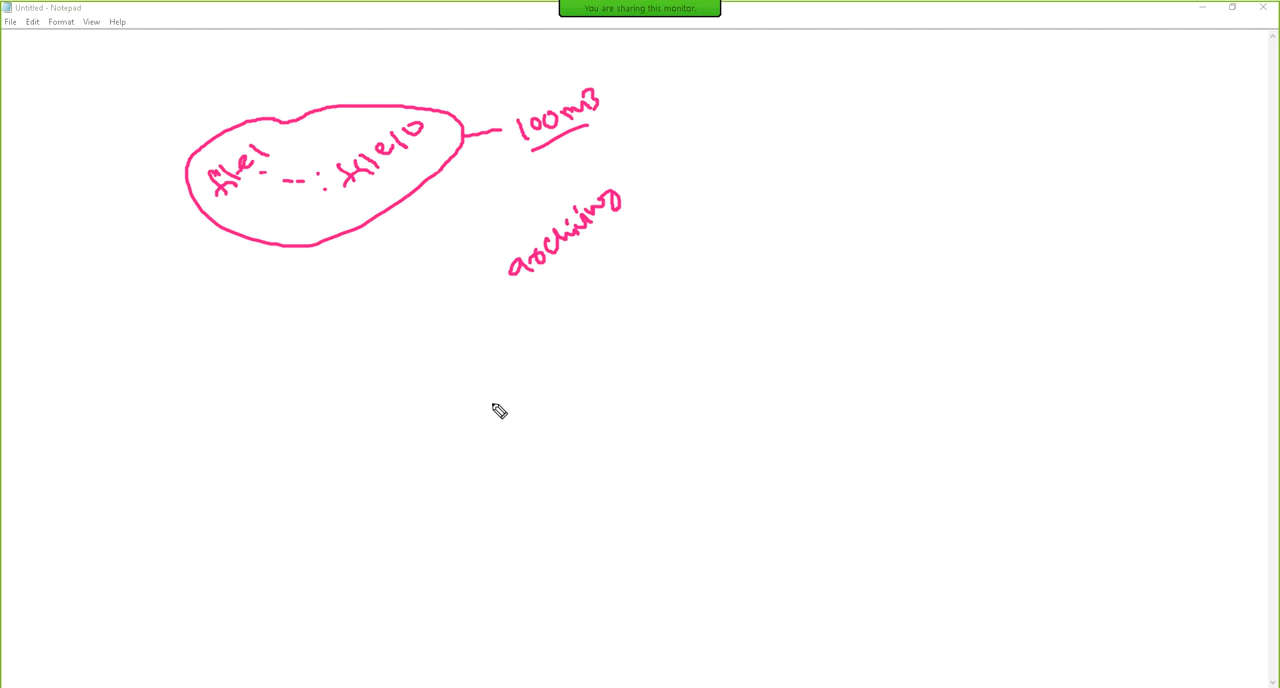 Untitled - Notepad
You are sharing this monitor.
File Edit Format View Help
file1 --- : file10
100mB
archiving